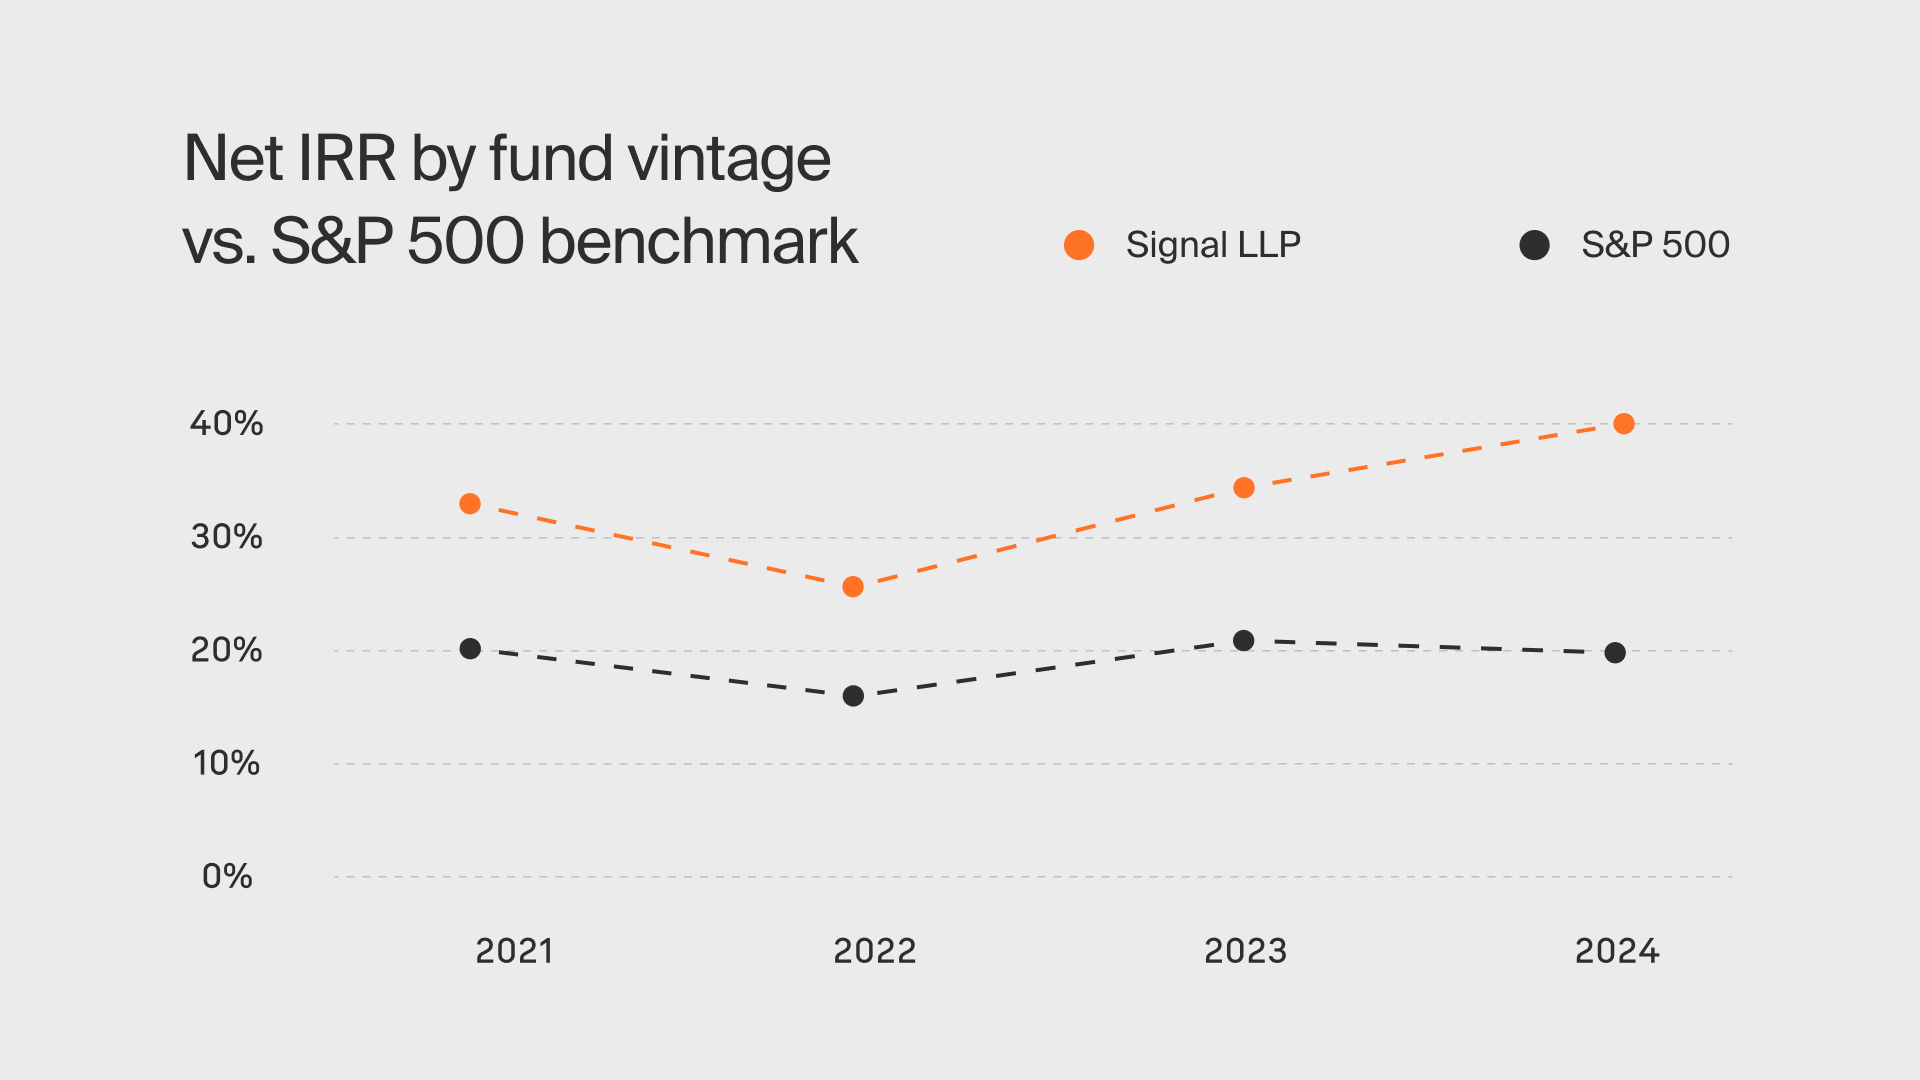 Net IRR by fund vintage
vs. S&P 500 benchmark
Signal LLP
S&P 500
40%
30%
20%
10%
0%
2021
2022
2023
2024